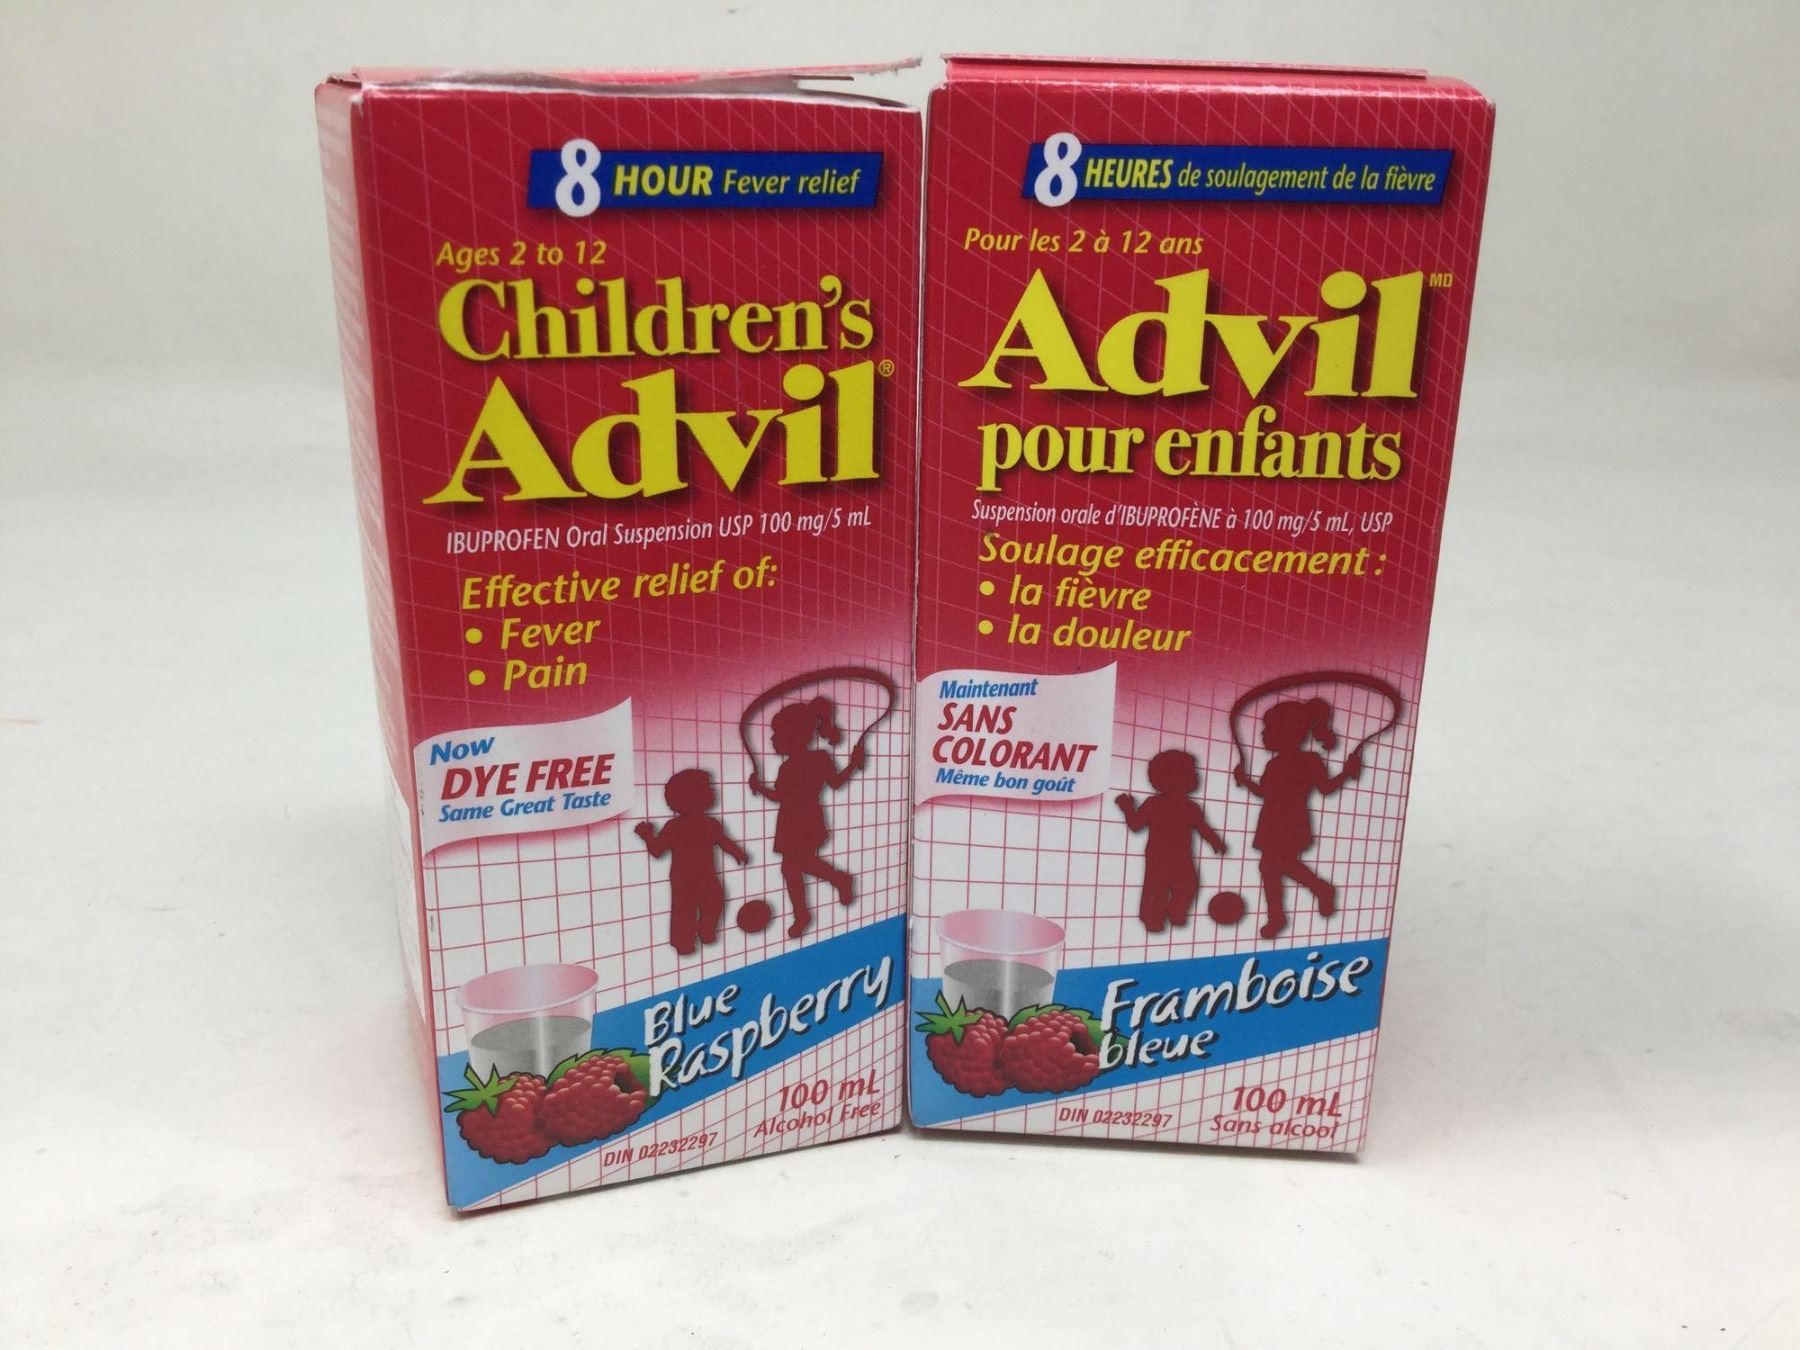 8 HOUR Fever relief
Ages 2 to 12
Children's
Advil®
IBUPROFEN Oral Suspension USP 100 mg/5 mL
Effective relief of:
• Fever
• Pain
Now
DYE FREE
Same Great Taste
Blue
Raspberry
100 mL
Alcohol Free
DIN 02232297
8 HEURES de soulagement de la fièvre
Pour les 2 à 12 ans
Advil MD
pour enfants
Suspension orale d'IBUPROFÈNE à 100 mg/5 mL, USP
Soulage efficacement :
• la fièvre
• la douleur
Maintenant
SANS
COLORANT
Même bon goût
Framboise
bleue
100 mL
Sans alcool
DIN 02232297